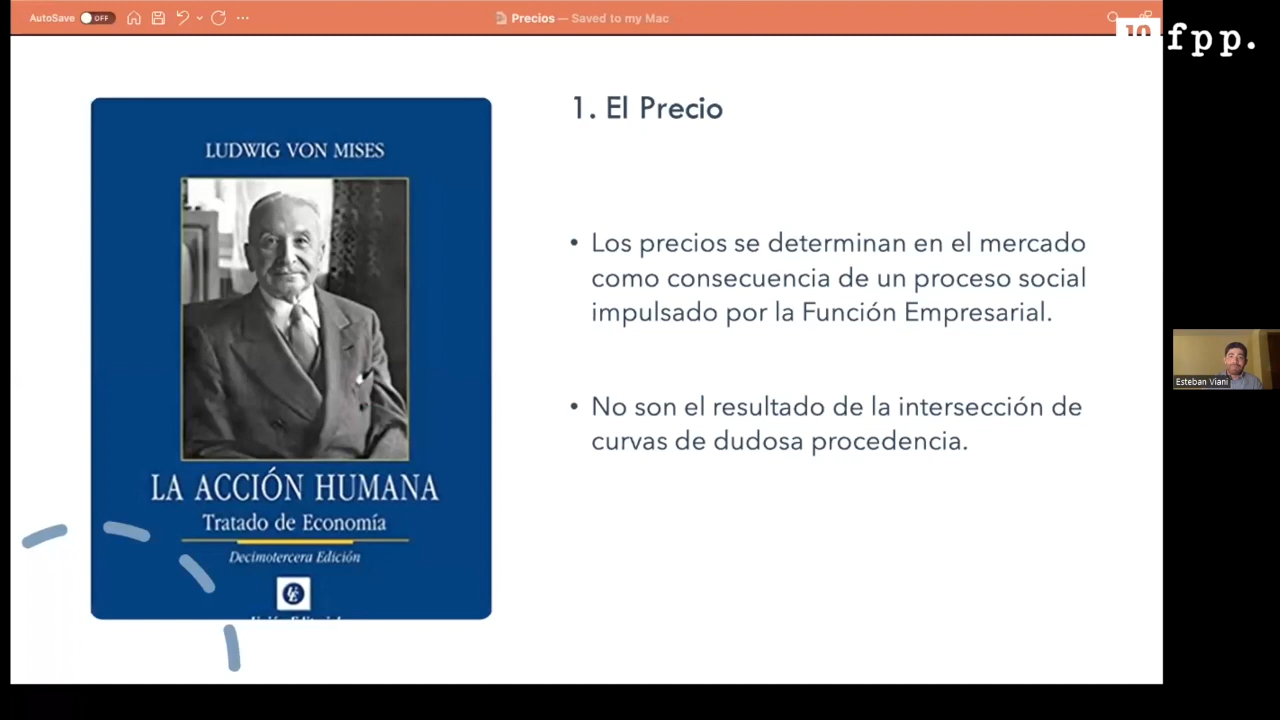 AutoSave OFF
Precios — Saved to my Mac
10 fpp.
LUDWIG VON MISES
LA ACCIÓN HUMANA
Tratado de Economía
Decimotercera Edición
1. El Precio
• Los precios se determinan en el mercado
como consecuencia de un proceso social
impulsado por la Función Empresarial.
• No son el resultado de la intersección de
curvas de dudosa procedencia.
Esteban Viani